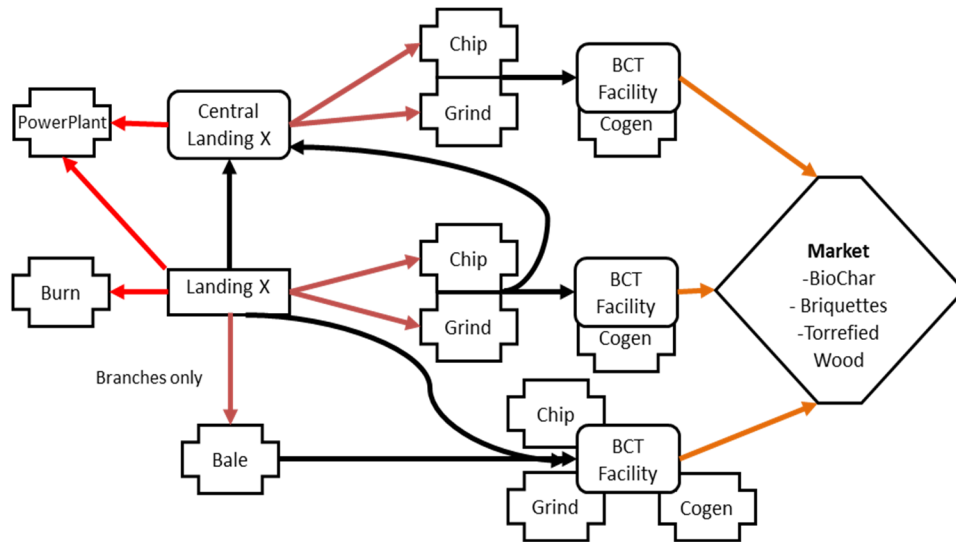 Chip
Grind
BCT
Facility
Cogen
PowerPlant
Central
Landing X
Market
-BioChar
- Briquettes
-Torrefied
Wood
Chip
Grind
BCT
Facility
Cogen
Burn
Landing X
Branches only
Bale
Chip
BCT
Facility
Grind
Cogen